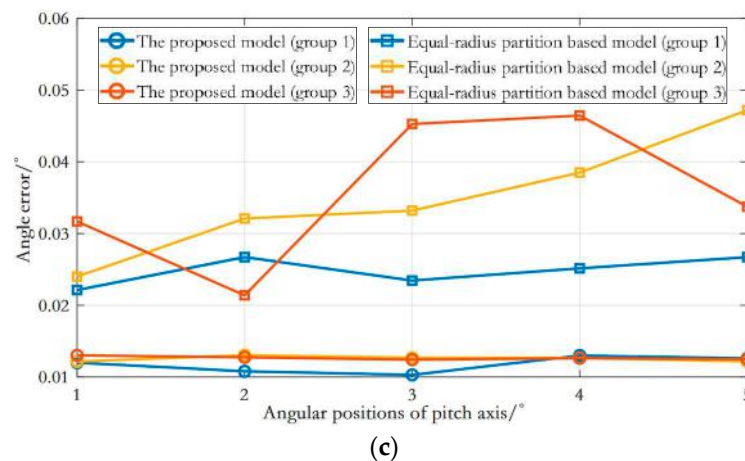 0.06
The proposed model (group 1)
The proposed model (group 2)
The proposed model (group 3)
Equal-radius partition based model (group 1)
Equal-radius partition based model (group 2)
Equal-radius partition based model (group 3)
0.05
0.04
0.03
0.02
0.01
Angle error/°
1
2
3
4
5
Angular positions of pitch axis/°
(c)